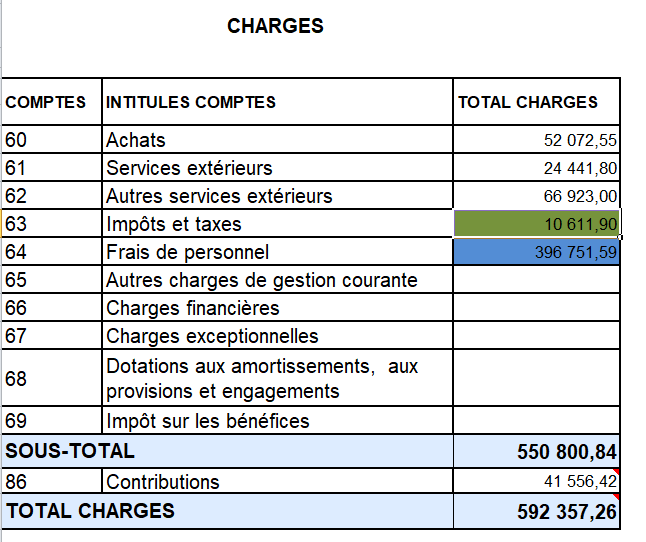 CHARGES
COMPTES INTITULES COMPTES TOTAL CHARGES
60 Achats 52 072,55
61 Services extérieurs 24 441,80
62 Autres services extérieurs 66 923,00
63 Impôts et taxes 10 611,90
64 Frais de personnel 396 751,59
65 Autres charges de gestion courante
66 Charges financières
67 Charges exceptionnelles
68 Dotations aux amortissements, aux
provisions et engagements
69 Impôt sur les bénéfices
SOUS-TOTAL 550 800,84
86 Contributions 41 556,42
TOTAL CHARGES 592 357,26